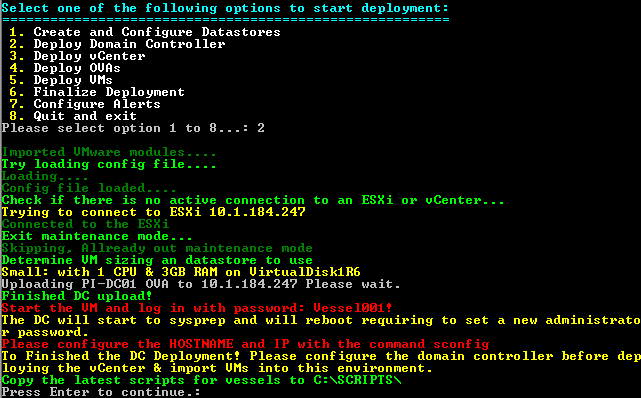 Select one of the following options to start deployment:
========================================================
1. Create and Configure Datastores
2. Deploy Domain Controller
3. Deploy vCenter
4. Deploy OVAs
5. Deploy VMs
6. Finalize Deployment
7. Configure Alerts
8. Quit and exit
Please select option 1 to 8...: 2
Imported VMware modules....
Try loading config file....
Loading....
Config file loaded....
Check if there is no active connection to an ESXi or vCenter...
Trying to connect to ESXi 10.1.184.247
Connected to the ESXi
Exit maintenance mode...
Skipping, Allready out maintenance mode
Determine VM sizing an datastore to use
Small: with 1 CPU & 3GB RAM on VirtualDisk1R6
Uploading PI-DC01 OVA to 10.1.184.247 Please wait.
Finished DC upload!
Start the VM and log in with password: Vessel001!
The DC will start to sysprep and will reboot requiring to set a new administrato
r password.
Please configure the HOSTNAME and IP with the command sconfig
To Finished the DC Deployment! Please configure the domain controller before dep
loying the vCenter & import VMs into this environment.
Copy the latest scripts for vessels to C:\SCRIPTS\
Press Enter to continue.: